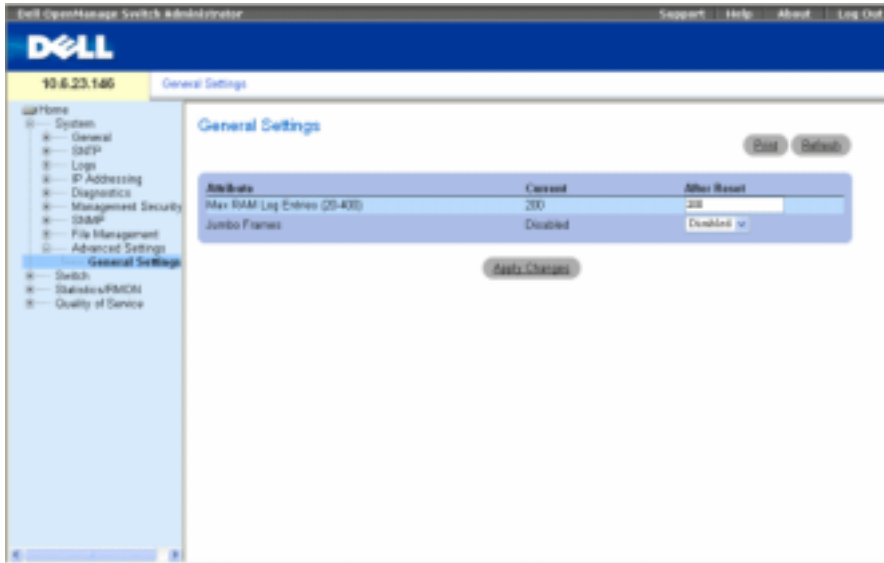 Dell OpenManage Switch Administrator Support Help About Log Out
DELL
10.6.23.146 General Settings
Home
System
General
SNTP
Logs
IP Addressing
Diagnostics
Management Security
SNMP
File Management
Advanced Settings
General Settings
Switch
Statistics/RMON
Quality of Service
General Settings
Print Refresh
Attribute Current After Reset
Max RAM Log Entries (20-400) 200 200
Jumbo Frames Disabled Disabled
Apply Changes